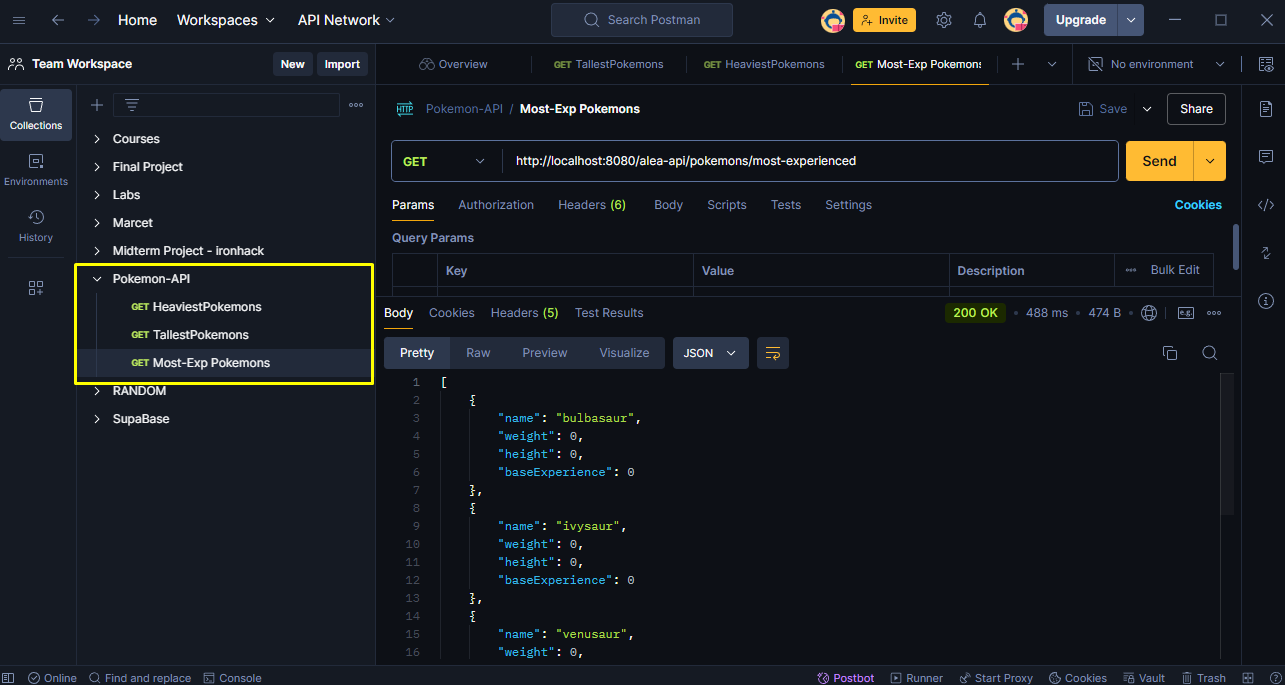 Home Workspaces API Network Search Postman Invite Upgrade
Team Workspace New Import
Overview GET TallestPokemons GET HeaviestPokemons GET Most-Exp Pokemons No environment
Collections
Environments
History
Courses
Final Project
Labs
Marcet
Midterm Project - ironhack
Pokemon-API
GET HeaviestPokemons
GET TallestPokemons
GET Most-Exp Pokemons
RANDOM
SupaBase
HTTP Pokemon-API / Most-Exp Pokemons Save Share
GET http://localhost:8080/alea-api/pokemons/most-experienced Send
Params Authorization Headers (6) Body Scripts Tests Settings Cookies
Query Params
Key Value Description Bulk Edit
Body Cookies Headers (5) Test Results 200 OK 488 ms 474 B e.g.
Pretty Raw Preview Visualize JSON
1 [
2 {
3 "name": "bulbasaur",
4 "weight": 0,
5 "height": 0,
6 "baseExperience": 0
7 },
8 {
9 "name": "ivysaur",
10 "weight": 0,
11 "height": 0,
12 "baseExperience": 0
13 },
14 {
15 "name": "venusaur",
16 "weight": 0,
Online Find and replace Console Postbot Runner Start Proxy Cookies Vault Trash